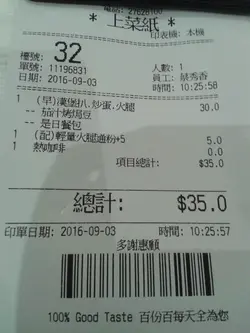 電話: 27626100
* 上菜紙 *
印表機: 本機
檯號: 32
單號: 11196831
人數: 1
員工: 景秀香
日期: 2016-09-03
時間: 10:25:50
1 (早)漢堡扒.炒蛋.火腿 30.0
-- 茄汁焗豆
-- 是日餐包
1 (配)輕量火腿通粉+5 5.0
1 熱咖啡 0.0
項目總計: $35.0
總計: $35.0
印單日期: 2016-09-03 10:25:57
多謝惠顧
100% Good Taste 百份百每天全為您